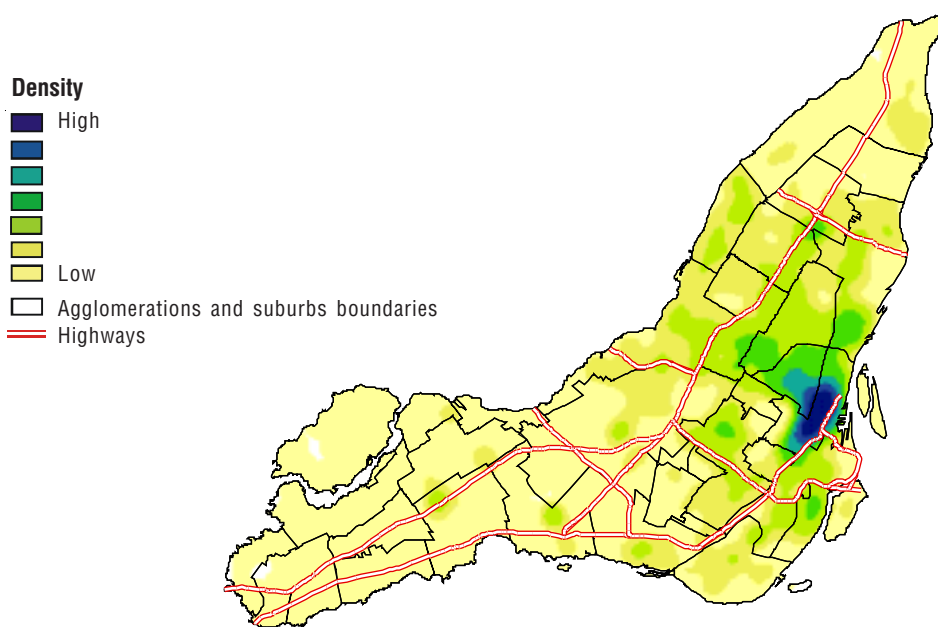 Density
High
Low
Agglomerations and suburbs boundaries
Highways